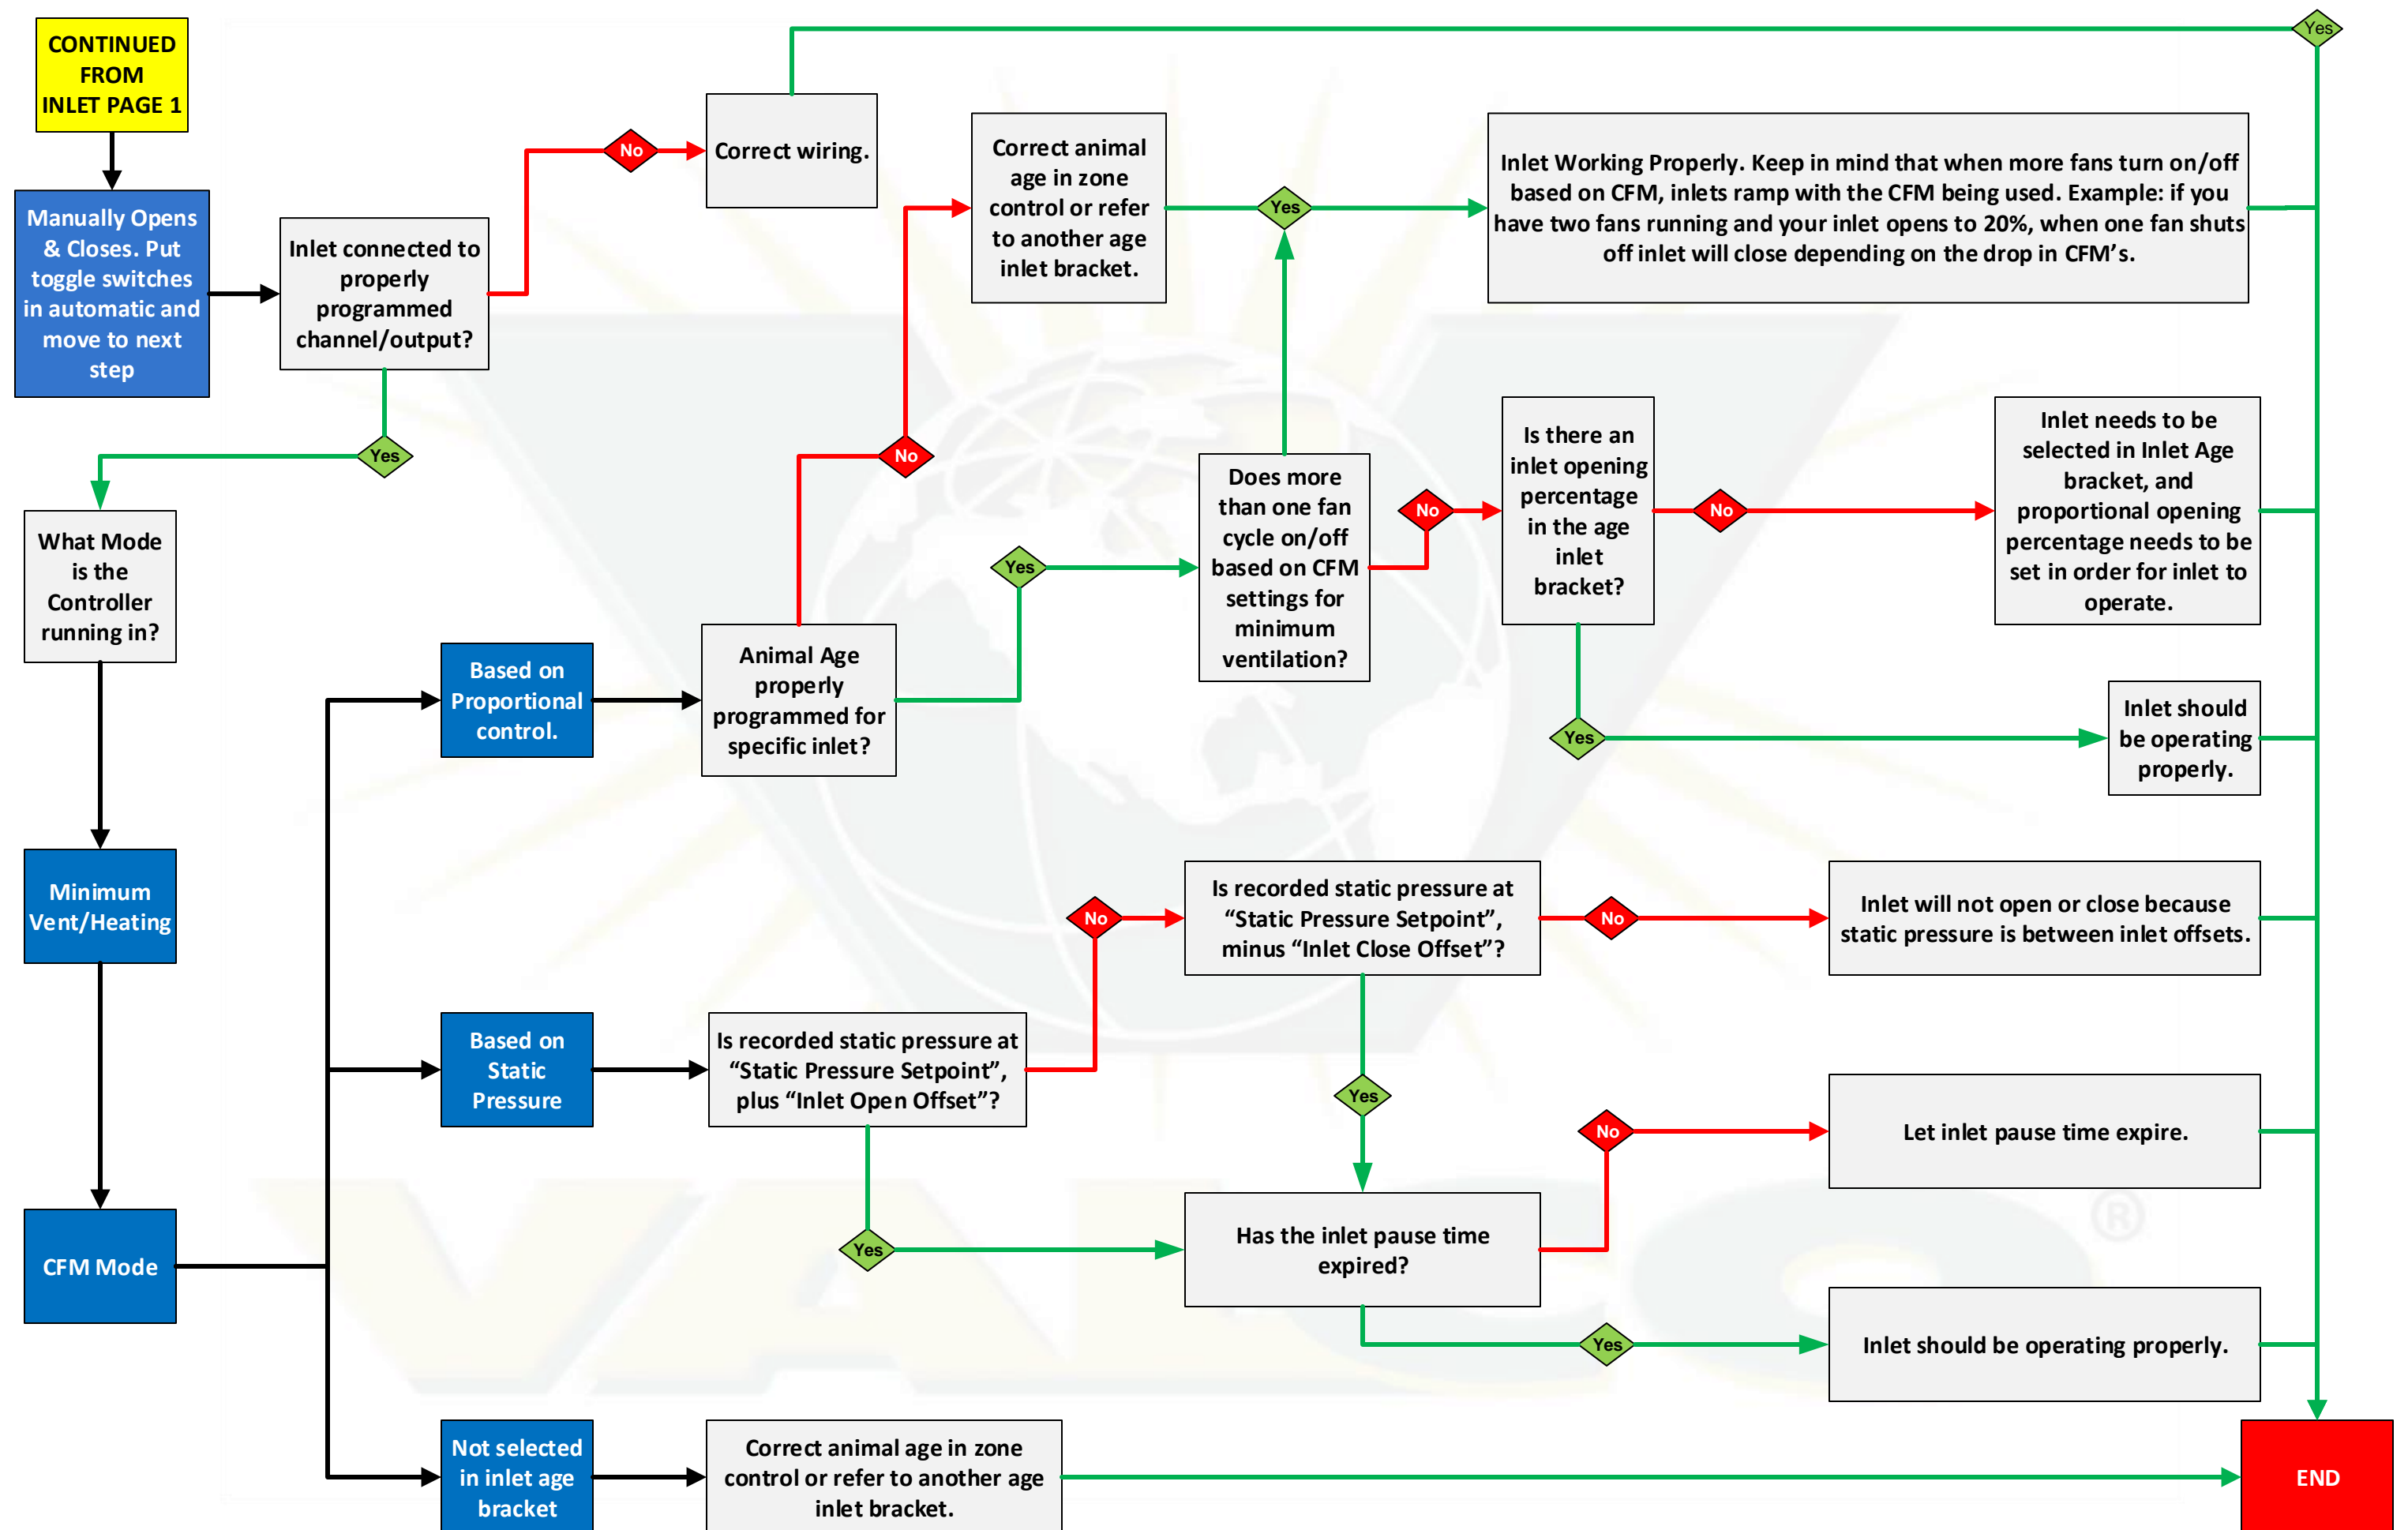 CONTINUED
FROM
INLET PAGE 1
Yes
Correct wiring.
No
Manually Opens
& Closes. Put
toggle switches
in automatic and
move to next
step
Inlet connected to
properly
programmed
channel/output?
Correct animal
age in zone
control or refer
to another age
inlet bracket.
Yes
Inlet Working Properly. Keep in mind that when more fans turn on/off
based on CFM, inlets ramp with the CFM being used. Example: if you
have two fans running and your inlet opens to 20%, when one fan shuts
off inlet will close depending on the drop in CFM’s.
Yes
No
What Mode
is the
Controller
running in?
Does more
than one fan
cycle on/off
based on CFM
settings for
minimum
ventilation?
No
Is there an
inlet opening
percentage
in the age
inlet
bracket?
No
Inlet needs to be
selected in Inlet Age
bracket, and
proportional opening
percentage needs to be
set in order for inlet to
operate.
Yes
Based on
Proportional
control.
Animal Age
properly
programmed for
specific inlet?
Yes
Inlet should
be operating
properly.
Minimum
Vent/Heating
No
Is recorded static pressure at
“Static Pressure Setpoint”,
minus “Inlet Close Offset”?
No
Inlet will not open or close because
static pressure is between inlet offsets.
Based on
Static
Pressure
Is recorded static pressure at
“Static Pressure Setpoint”,
plus “Inlet Open Offset”?
Yes
No
Let inlet pause time expire.
CFM Mode
Yes
Has the inlet pause time
expired?
Yes
Inlet should be operating properly.
Not selected
in inlet age
bracket
Correct animal age in zone
control or refer to another age
inlet bracket.
END
VALCO ®